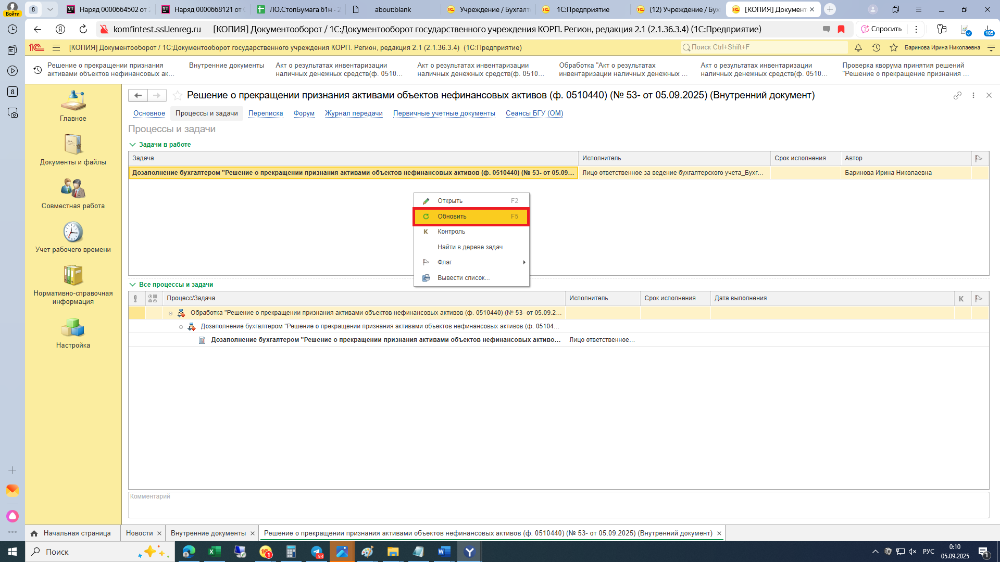 Войти
8
Наряд 0000664502 от 2
Наряд 0000668121 от 0
ЛО.СтопБумага 61н - 2
about:blank
Учреждение / Бухгалт
1С:Предприятие
(12) Учреждение / Бух
[КОПИЯ] Документ
komfintest.ssl.lenreg.ru
[КОПИЯ] Документооборот / 1С:Документооборот государственного учреждения КОРП. Регион, редакция 2.1 (2.1.36.3.4) (1С:Предприятие)
Спросить
185
[КОПИЯ] Документооборот / 1С:Документооборот государственного учреждения КОРП. Регион, редакция 2.1 (2.1.36.3.4) (1С:Предприятие)
Поиск Ctrl+Shift+F
Баринова Ирина Николаевна
Решение о прекращении признания
активами объектов нефинансовых ак...
Внутренние документы
Акт о результатах инвентаризации
наличных денежных средств(ф. 0510...
Акт о результатах инвентаризации
наличных денежных средств(ф. 0510...
Обработка "Акт о результатах
инвентаризации наличных денежных ...
Акт о результатах инвентаризации
наличных денежных средств(ф. 0510...
Проверка кворума принятия решений
"Решение о прекращение признания ...
8
Главное
Документы и файлы
Совместная работа
Учет рабочего времени
Нормативно-справочная
информация
Настройка
Решение о прекращении признания активами объектов нефинансовых активов (ф. 0510440) (№ 53- от 05.09.2025) (Внутренний документ)
Основное
Процессы и задачи
Переписка
Форум
Журнал передачи
Первичные учетные документы
Сеансы БГУ (ОМ)
Процессы и задачи
Задачи в работе
Задача
Исполнитель
Срок исполнения
Автор
Дозаполнение бухгалтером "Решение о прекращении признания активами объектов нефинансовых активов (ф. 0510440) (№ 53- от 05.09...
Лицо ответственное за ведение бухгалтерского учета_Бухг...
Баринова Ирина Николаевна
Открыть F2
Обновить F5
К Контроль
Найти в дереве задач
Флаг
Вывести список...
Все процессы и задачи
Процесс/Задача
Исполнитель
Срок исполнения
Дата выполнения
К
Обработка "Решение о прекращении признания активами объектов нефинансовых активов (ф. 0510440) (№ 53- от 05.09.2...
Дозаполнение бухгалтером "Решение о прекращении признания активами объектов нефинансовых активов (ф. 05104...
Дозаполнение бухгалтером "Решение о прекращении признания активами объектов нефинансовых активо...
Лицо ответственное...
Комментарий
Начальная страница
Новости
Внутренние документы
Решение о прекращении признания активами объектов нефинансовых активов (ф. 0510440) (№ 53- от 05.09.2025) (Внутренний документ)
Поиск
1
94
РУС
0:10
05.09.2025
1